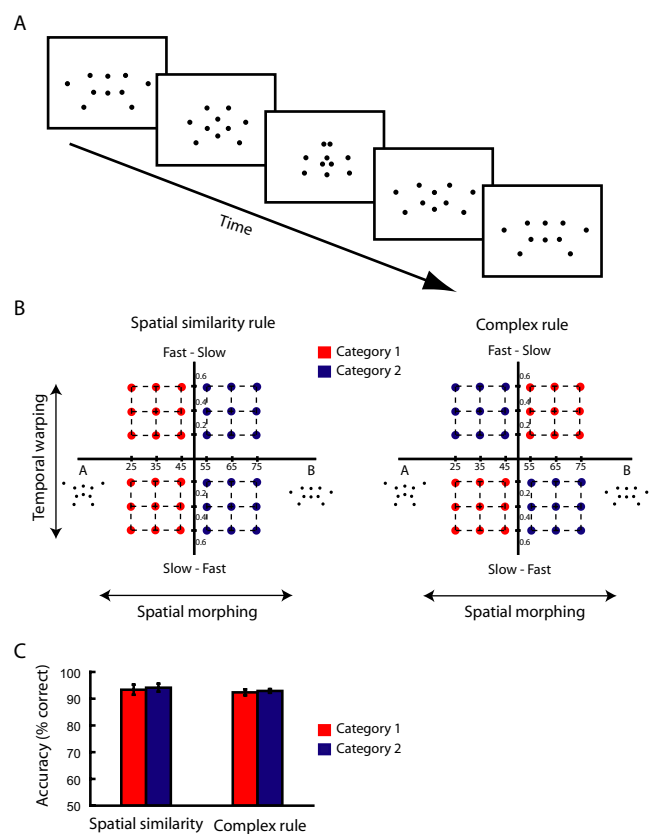 A
Time
B
Spatial similarity rule
Complex rule
Category 1
Category 2
Fast - Slow
Fast - Slow
Temporal warping
0.6
0.4
0.2
A
25 35 45 55 65 75
B
0.2
0.4
0.6
Slow - Fast
Spatial morphing
0.6
0.4
0.2
A
25 35 45 55 65 75
B
0.2
0.4
0.6
Slow - Fast
Spatial morphing
C
Accuracy (% correct)
100
90
80
70
60
50
Category 1
Category 2
Spatial similarity
Complex rule